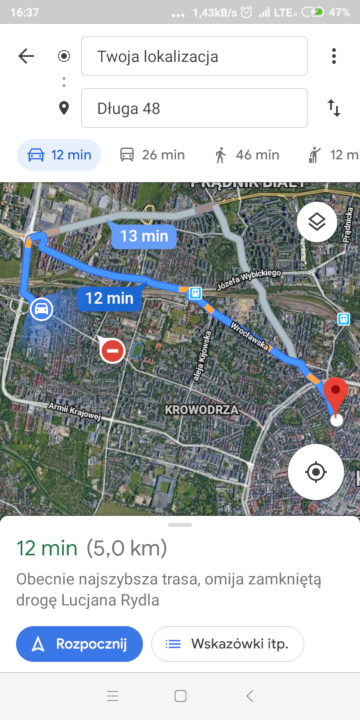 16:37
... 1,43kB/s LTE 47%
Twoja lokalizacja
Długa 48
12 min
26 min
46 min
12 m
PRĄDNIK BIAŁY
Prądnicka
13 min
Józefa Wybickiego
12 min
Wrocławska
Aleja Kijowska
Armii Krajowej
KROWODRZA
12 min (5,0 km)
Obecnie najszybsza trasa, omija zamkniętą
drogę Lucjana Rydla
Rozpocznij
Wskazówki itp.